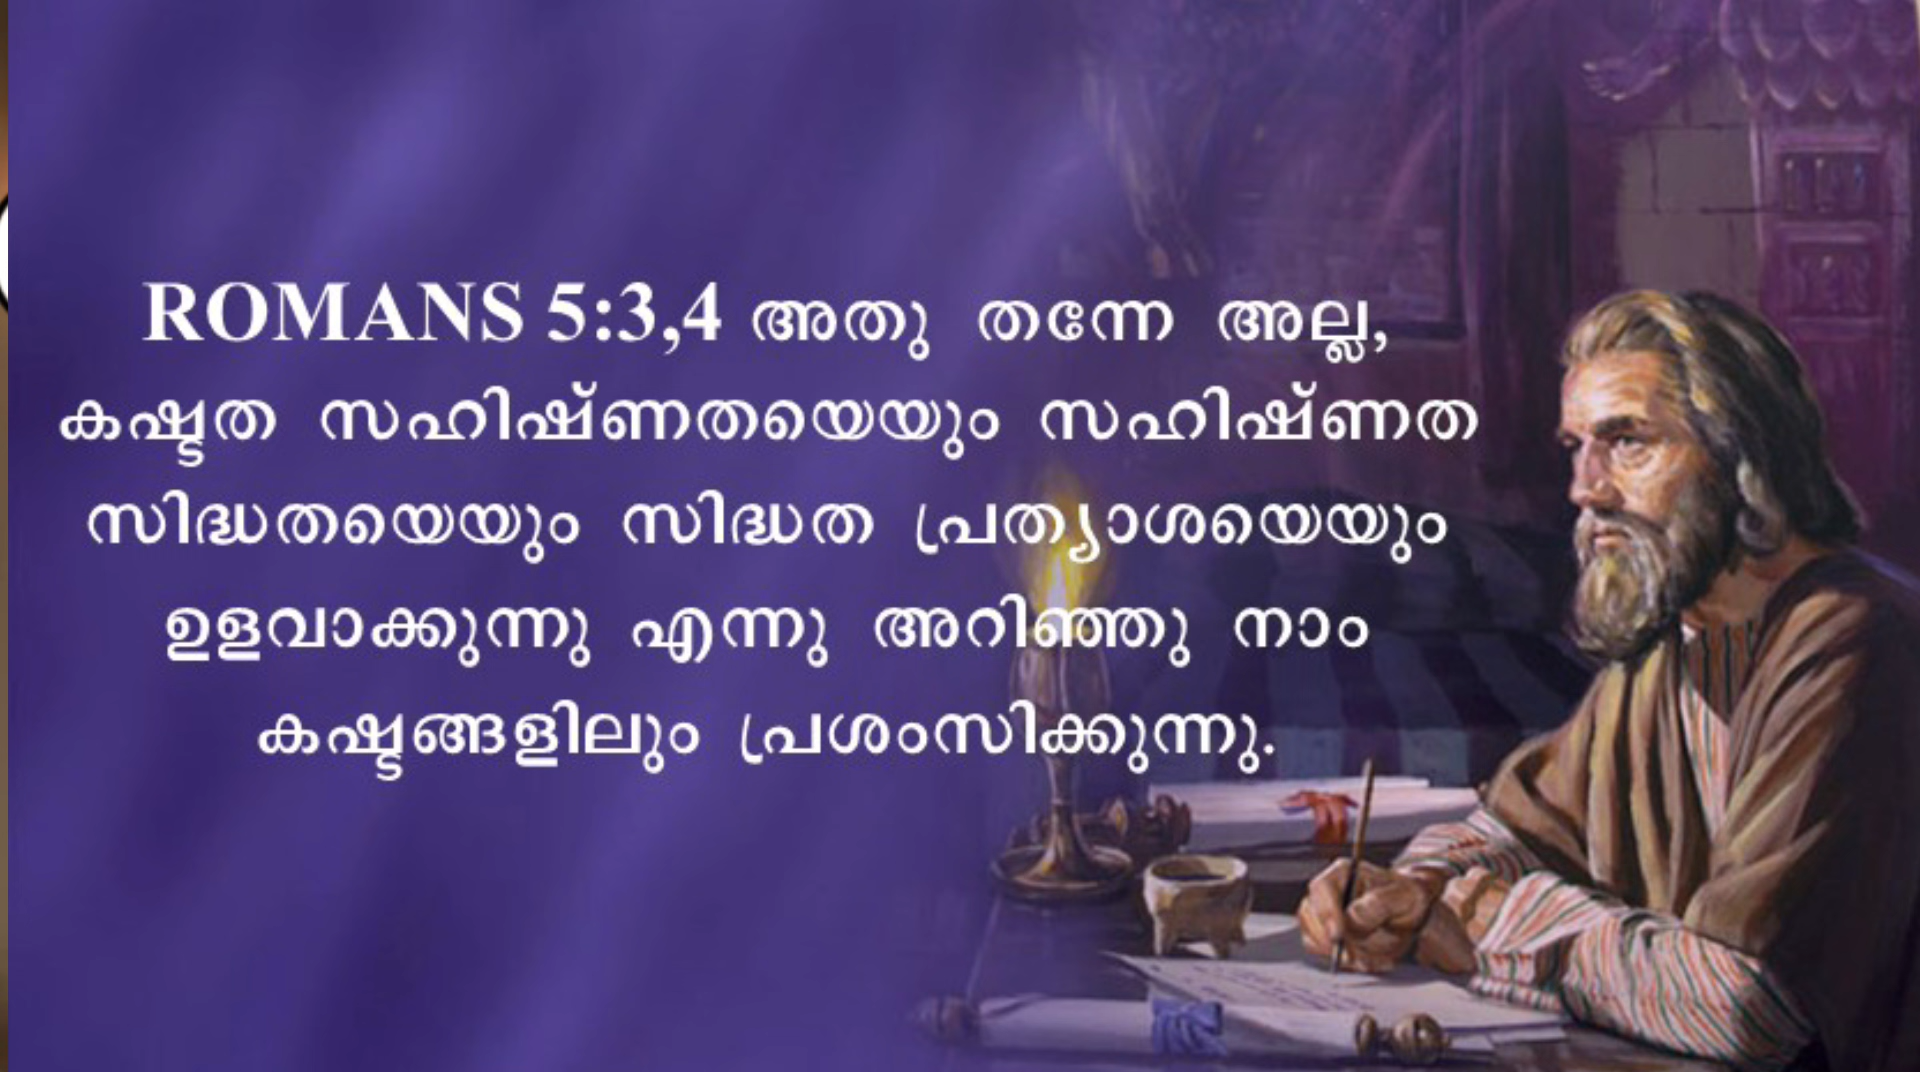 ROMANS 5:3,4 അതു തന്നേ അല്ല,
കഷ്ടത സഹിഷ്ണതയെയും സഹിഷ്ണത
സിദ്ധതയെയും സിദ്ധത പ്രത്യാശയെയും
ഉളവാക്കുന്നു എന്നു അറിഞ്ഞു നാം
കഷ്ടങ്ങളിലും പ്രശംസിക്കുന്നു.